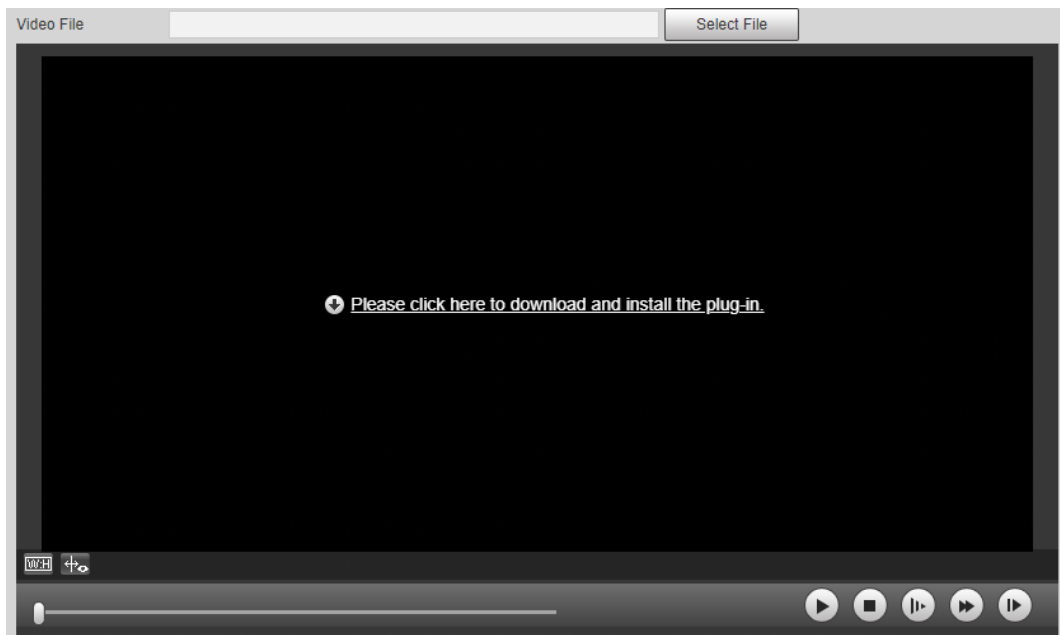 Video File
Select File
Please click here to download and install the plug-in.
W:H